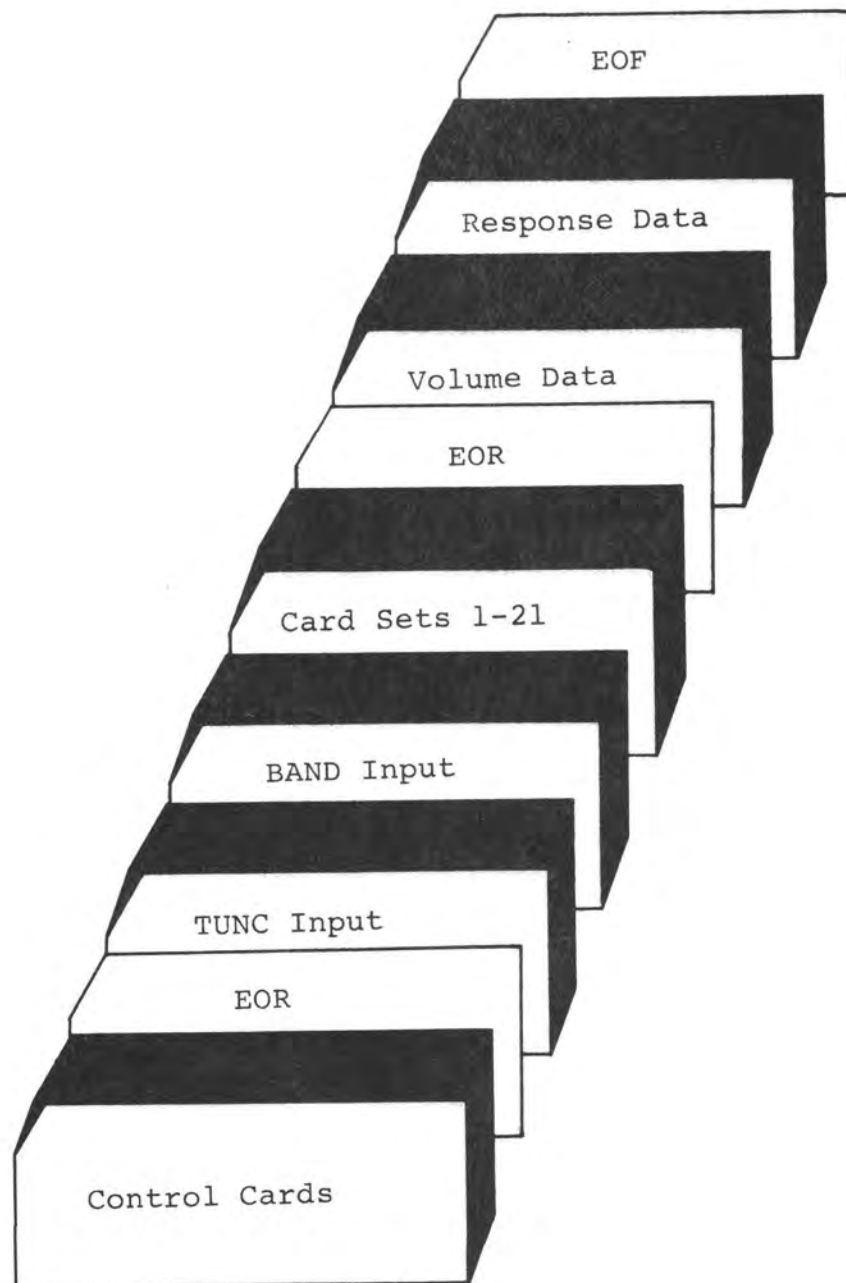 EOF
Response Data
Volume Data
EOR
Card Sets 1-21
BAND Input
TUNC Input
EOR
Control Cards